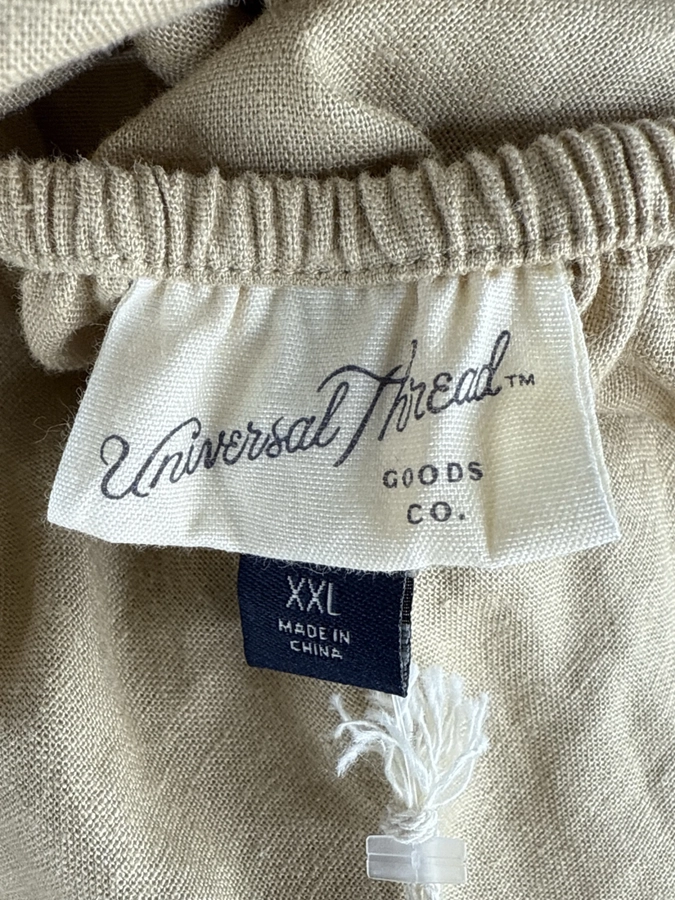 Universal Thread™
GOODS
CO.
XXL
MADE IN
CHINA